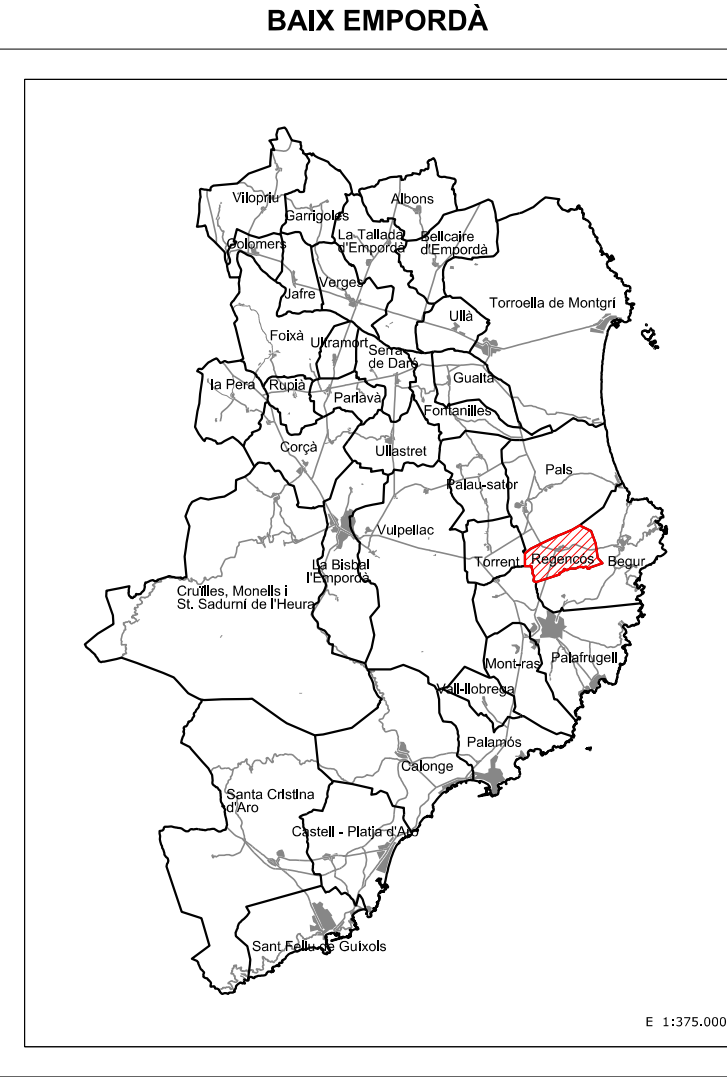 BAIX EMPORDÀ
Vilopriu
Albons
Garrigoles
La Tallada
d'Empordà
Bellcaire
d'Empordà
Colomers
Verges
Jafre
Torroella de Montgrí
Ullà
Foixà
Ultramort
Serra
de Daró
Gualta
la Pera
Rupià
Parlavà
Fontanilles
Corçà
Ullastret
Pals
Palau-sator
Vulpellac
Torrent
Regencós
Begur
La Bisbal
l'Empordà
Cruïlles, Monells i
St. Sadurní de l'Heura
Mont-ras
Palafrugell
Vall-llobrega
Palamós
Calonge
Santa Cristina
d'Aro
Castell - Platja d'Aro
Sant Feliu de Guíxols
E 1:375.000